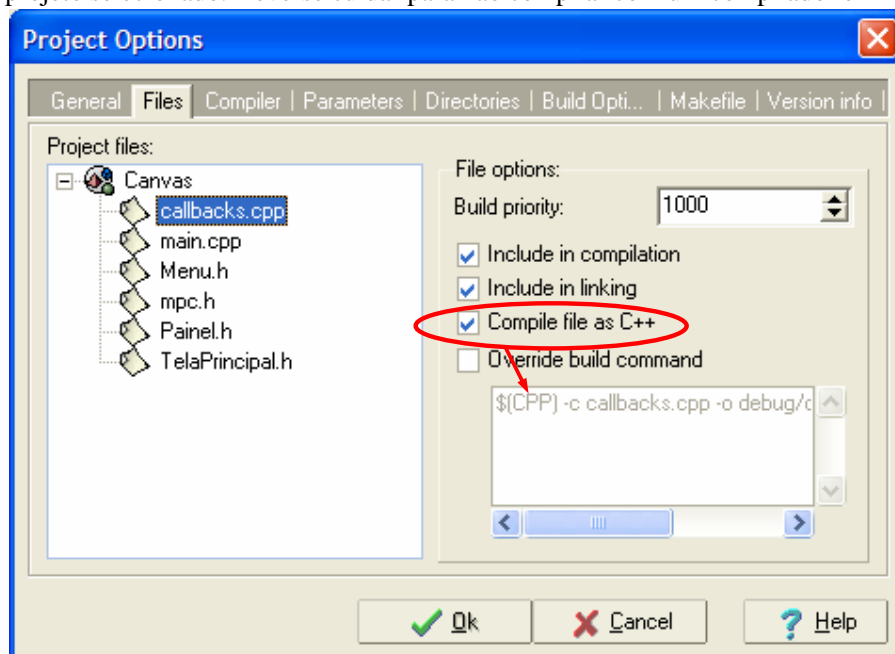 Project Options
General Files Compiler Parameters Directories Build Opti... Makefile Version info
Project files:
Canvas
callbacks.cpp
main.cpp
Menu.h
mpc.h
Painel.h
TelaPrincipal.h
File options:
Build priority: 1000
Include in compilation
Include in linking
Compile file as C++
Override build command
$(CPP) -c callbacks.cpp -o debug/c
Ok Cancel Help